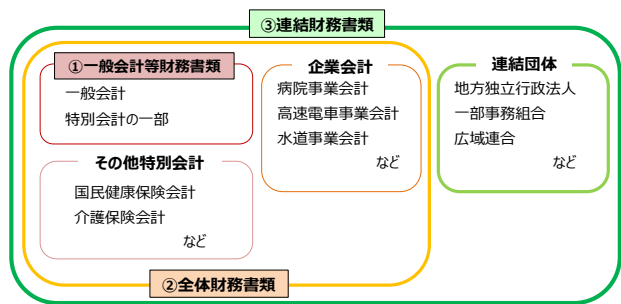 ③連結財務書類
①一般会計等財務書類
一般会計
特別会計の一部
その他特別会計
国民健康保険会計
介護保険会計
など
企業会計
病院事業会計
高速電車事業会計
水道事業会計
など
②全体財務書類
連結団体
地方独立行政法人
一部事務組合
広域連合
など